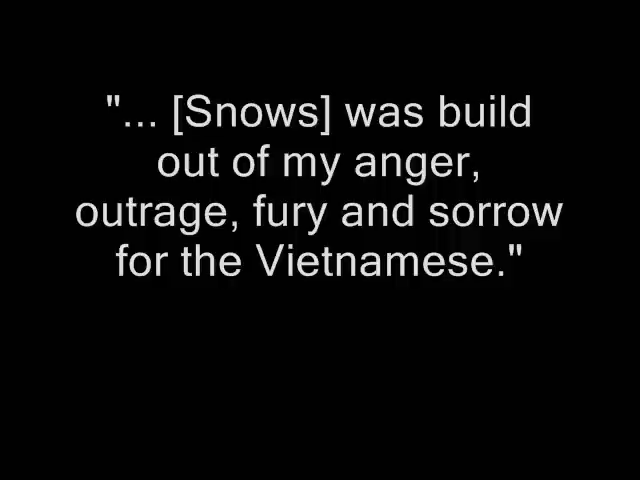 "... [Snows] was build
out of my anger,
outrage, fury and sorrow
for the Vietnamese."